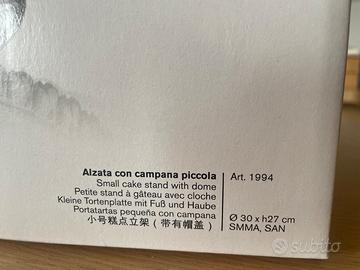 Alzata con campana piccola
Small cake stand with dome
Petite stand à gâteau avec cloche
Kleine Tortenplatte mit Fuß und Haube
Portatartas pequeña con campana
小号糕点立架（带有帽盖）
Art. 1994
Ø 30 x h27 cm
SMMA, SAN
subito